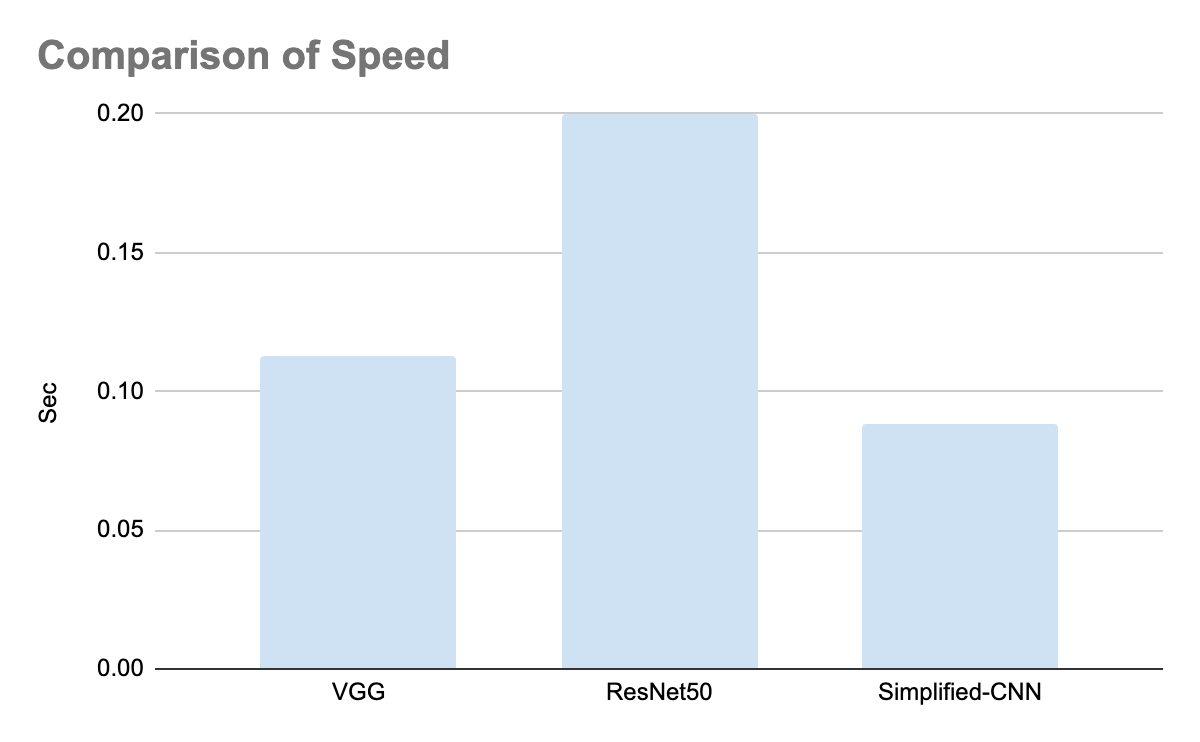 Comparison of Speed
0.20
0.15
0.10
0.05
0.00
Sec
VGG
ResNet50
Simplified-CNN